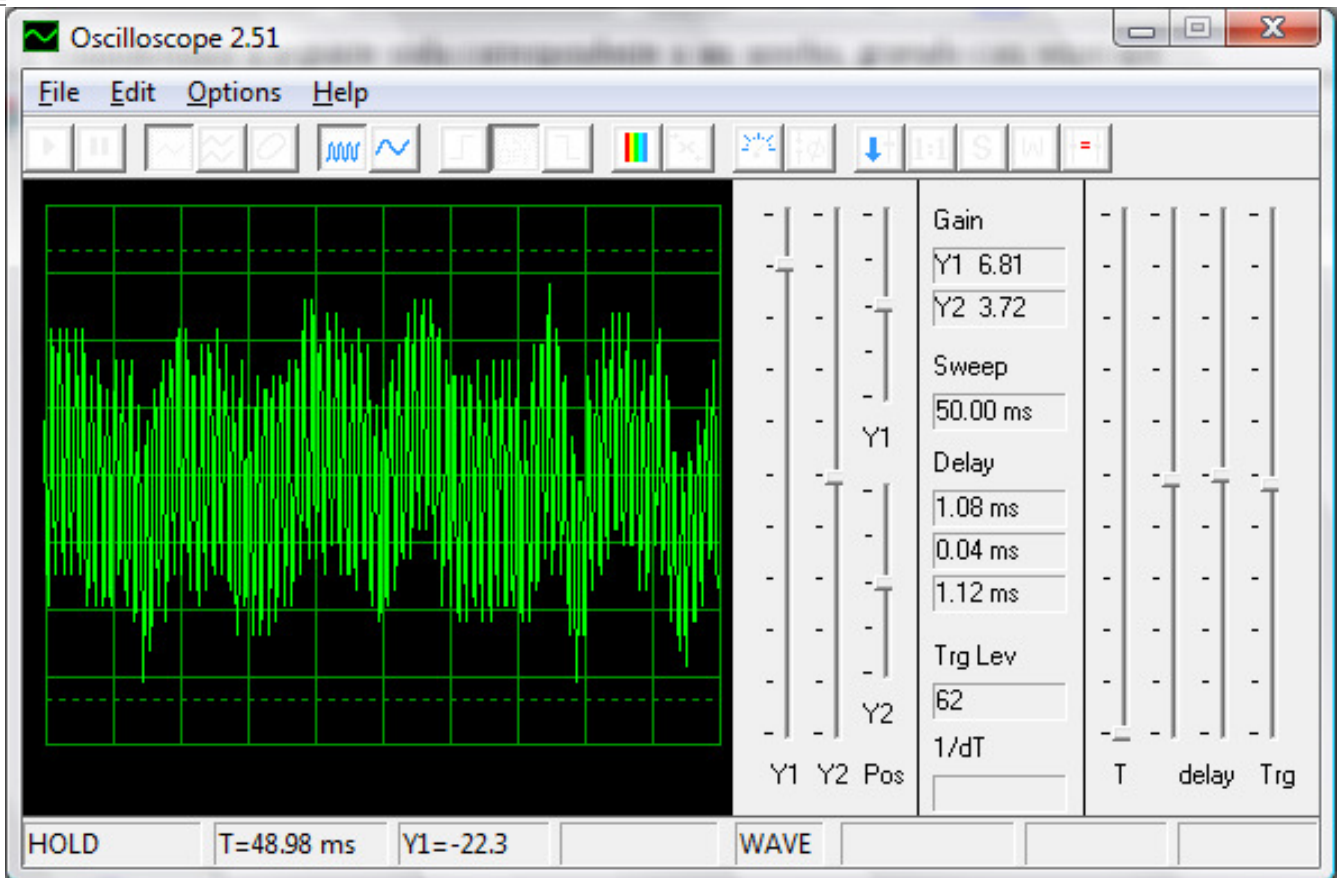 Oscilloscope 2.51
File Edit Options Help
1:1 S W
Gain
Y1 6.81
Y2 3.72
Sweep
50.00 ms
Y1
Delay
1.08 ms
0.04 ms
1.12 ms
Trg Lev
62
Y2
1/dT
Y1 Y2 Pos
T delay Trg
HOLD T=48.98 ms Y1=-22.3 WAVE